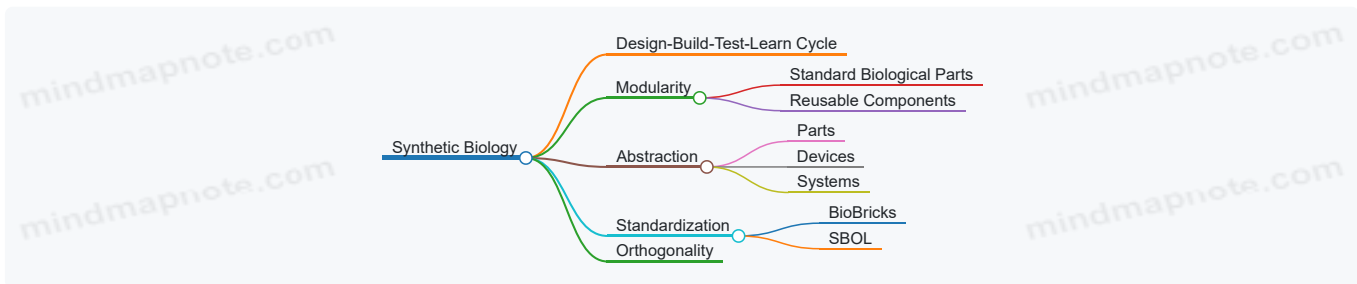 mindmapnote.com
mindmapnote.com
Design-Build-Test-Learn Cycle
Modularity
Standard Biological Parts
Reusable Components
Synthetic Biology
Abstraction
Parts
Devices
Systems
Standardization
BioBricks
SBOL
Orthogonality
mindmapnote.com
mindmapnote.com